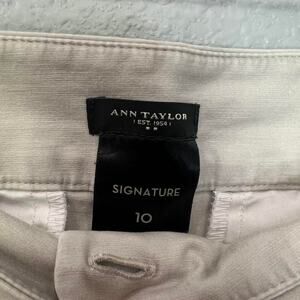 ANN TAYLOR
EST. 1954
SIGNATURE
10